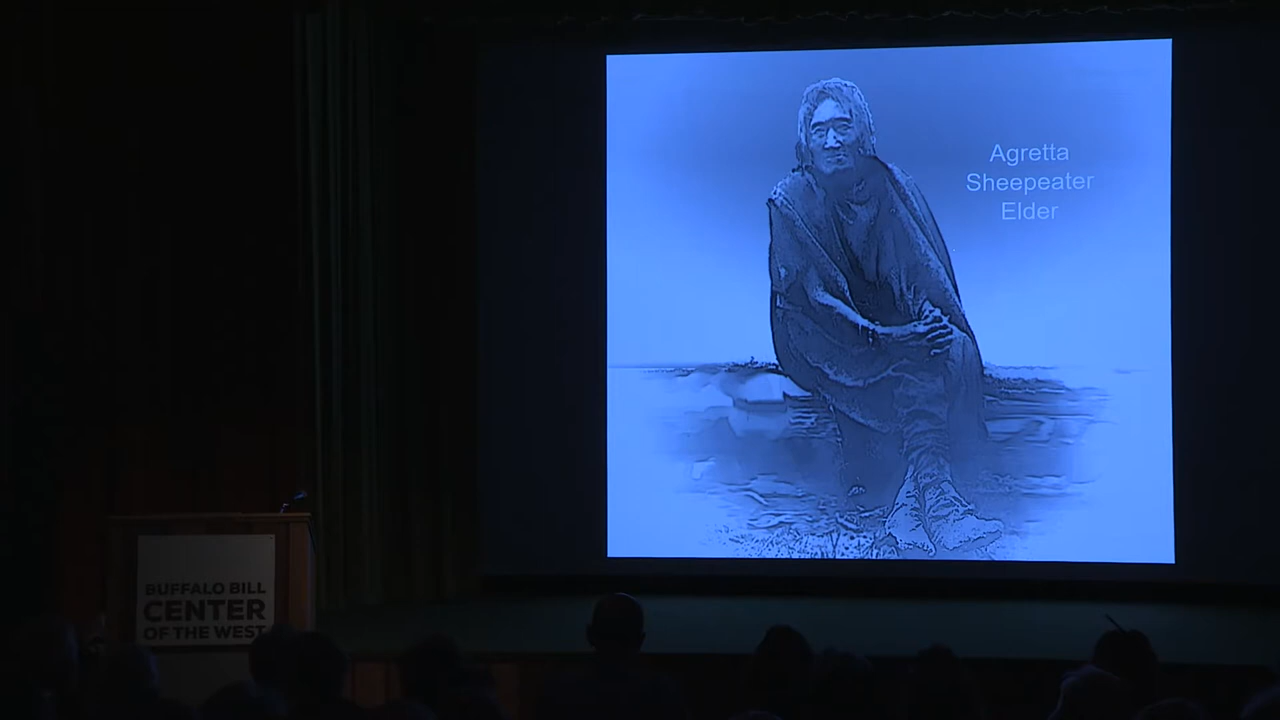 Agretta
Sheepeater
Elder
BUFFALO BILL
CENTER
OF THE WEST